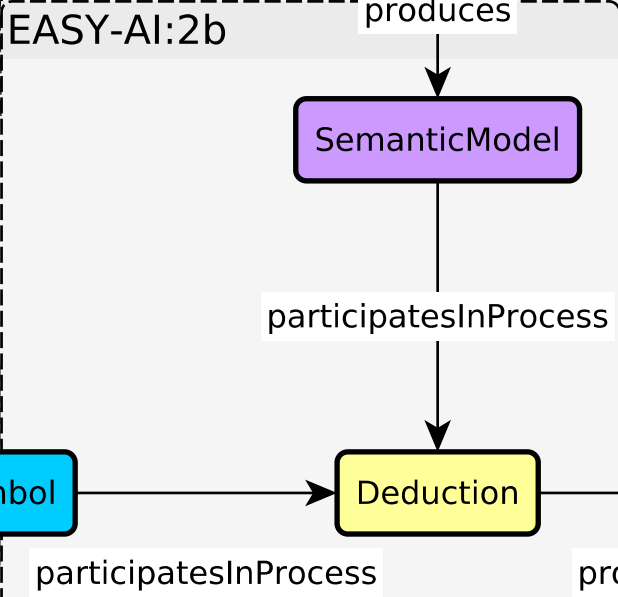 produces
EASY-AI:2b
SemanticModel
participatesInProcess
Deduction
participatesInProcess